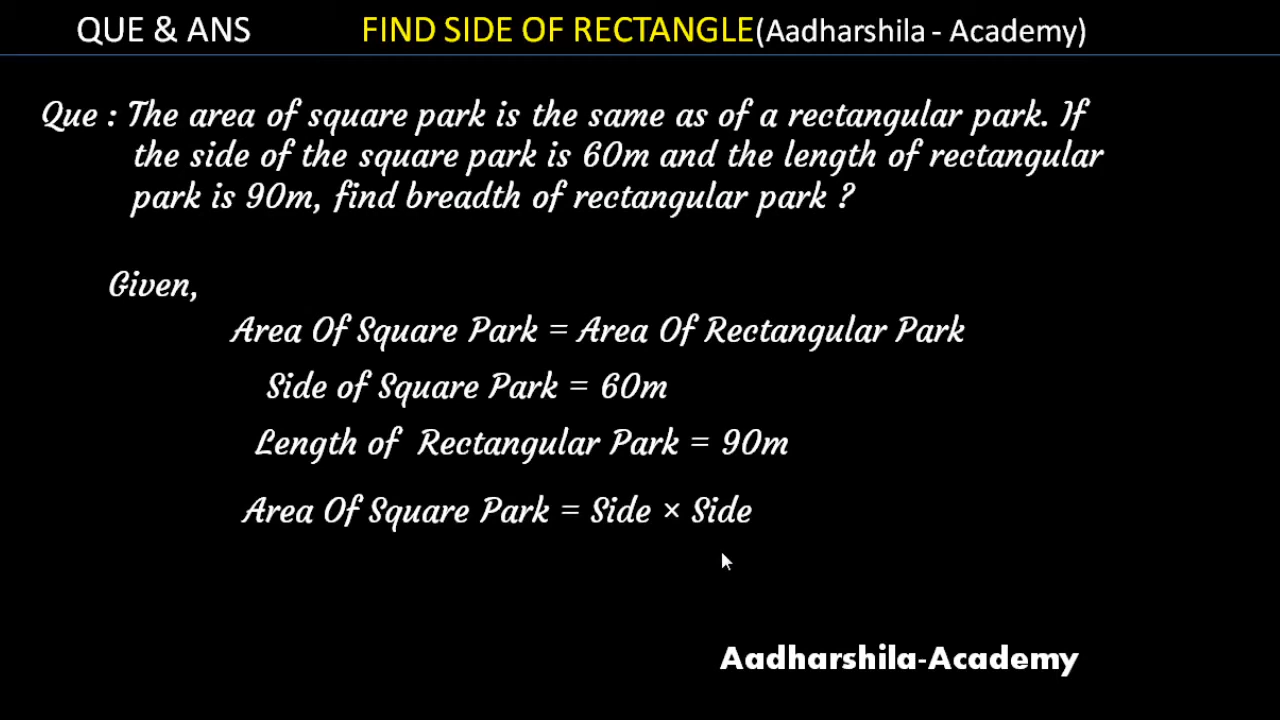 QUE & ANS FIND SIDE OF RECTANGLE(Aadharshila - Academy)
Que : The area of square park is the same as of a rectangular park. If
the side of the square park is 60m and the length of rectangular
park is 90m, find breadth of rectangular park ?
Given,
Area Of Square Park = Area Of Rectangular Park
Side of Square Park = 60m
Length of Rectangular Park = 90m
Area Of Square Park = Side × Side
Aadharshila-Academy